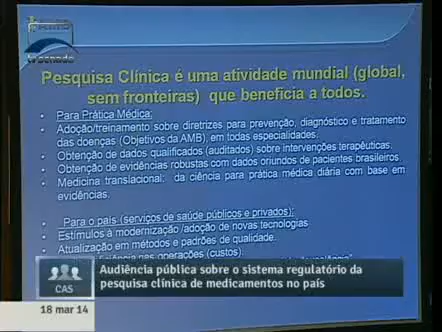 Senado
Pesquisa Clínica é uma atividade mundial (global,
sem fronteiras) que beneficia a todos.
• Para Prática Médica:
• Adoção/treinamento sobre diretrizes para prevenção, diagnóstico e tratamento
das doenças (Objetivos da AMB), em todas especialidades.
• Obtenção de dados qualificados (auditados) sobre intervenções terapêuticas.
• Obtenção de evidências robustas com dados oriundos de pacientes brasileiros
• Medicina translacional: da ciência para prática médica diária com base em
evidências.
• Para o país (serviços de saúde públicos e privados):
• Estímulos à modernização /adoção de novas tecnologias
• Atualização em métodos e padrões de qualidade.
nas operações (custos).
CAS
Audiência pública sobre o sistema regulatório da
pesquisa clínica de medicamentos no país
18 mar 14